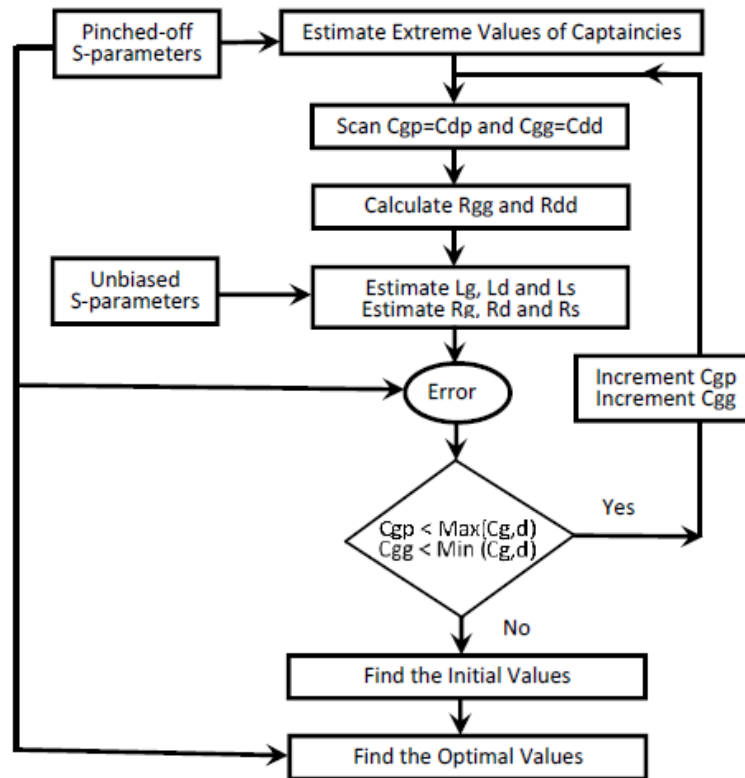 Pinched-off
S-parameters
Estimate Extreme Values of Captaincies
Scan Cgp=Cdp and Cgg=Cdd
Calculate Rgg and Rdd
Unbiased
S-parameters
Estimate Lg, Ld and Ls
Estimate Rg, Rd and Rs
Error
Increment Cgp
Increment Cgg
Cgp < Max(Cg,d)
Cgg < Min (Cg,d)
Yes
No
Find the Initial Values
Find the Optimal Values